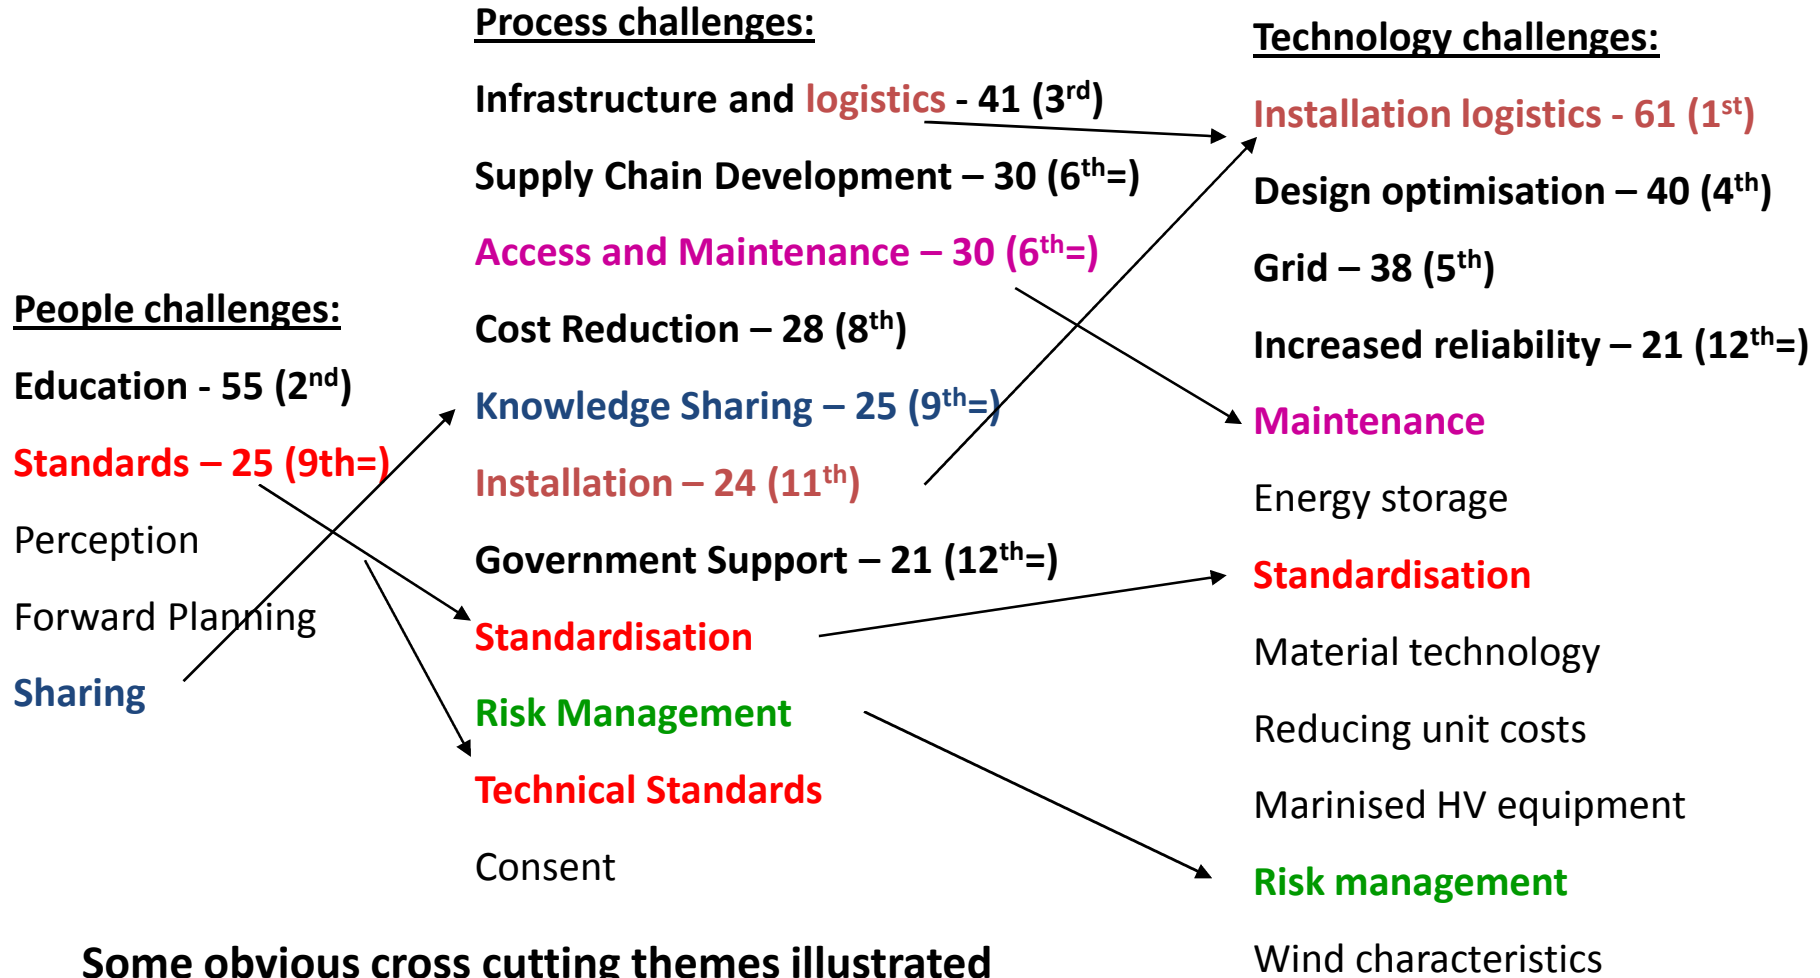 Process challenges:
Infrastructure and logistics - 41 (3rd)
Supply Chain Development – 30 (6th=)
Access and Maintenance – 30 (6th=)
Cost Reduction – 28 (8th)
Knowledge Sharing – 25 (9th=)
Installation – 24 (11th)
Government Support – 21 (12th=)
Standardisation
Risk Management
Technical Standards
Consent
People challenges:
Education - 55 (2nd)
Standards – 25 (9th=)
Perception
Forward Planning
Sharing
Technology challenges:
Installation logistics - 61 (1st)
Design optimisation – 40 (4th)
Grid – 38 (5th)
Increased reliability – 21 (12th=)
Maintenance
Energy storage
Standardisation
Material technology
Reducing unit costs
Marinised HV equipment
Risk management
Wind characteristics
Some obvious cross cutting themes illustrated